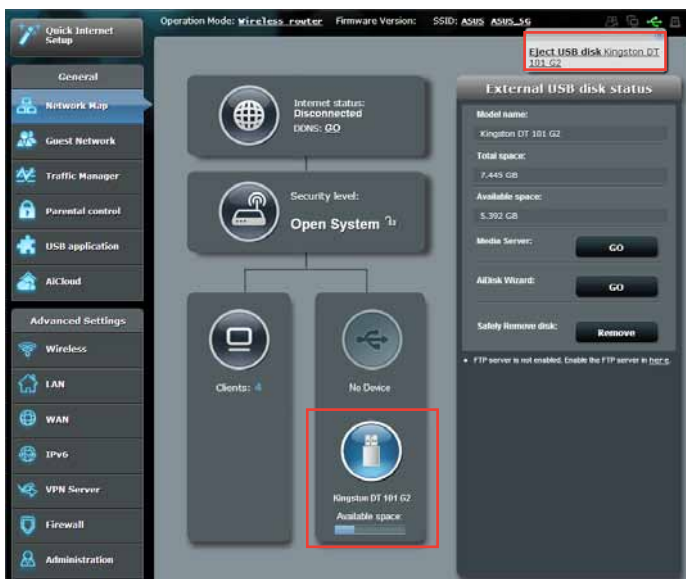 Quick Internet
Setup
Operation Mode: Wireless router Firmware Version: SSID: ASUS ASUS_5G
Eject USB disk Kingston DT
101 G2
General
Network Map
Guest Network
Traffic Manager
Parental control
USB application
AiCloud
Advanced Settings
Wireless
LAN
WAN
IPv6
VPN Server
Firewall
Administration
Internet status:
Disconnected
DDNS: GO
Security level:
Open System
Clients: 4
No Device
Kingston DT 101 G2
Available space:
External USB disk status
Model name:
Kingston DT 101 G2
Total space:
7.445 GB
Available space:
5.392 GB
Media Server: GO
AiDisk Wizard: GO
Safely Remove disk: Remove
• FTP server is not enabled. Enable the FTP server in here.